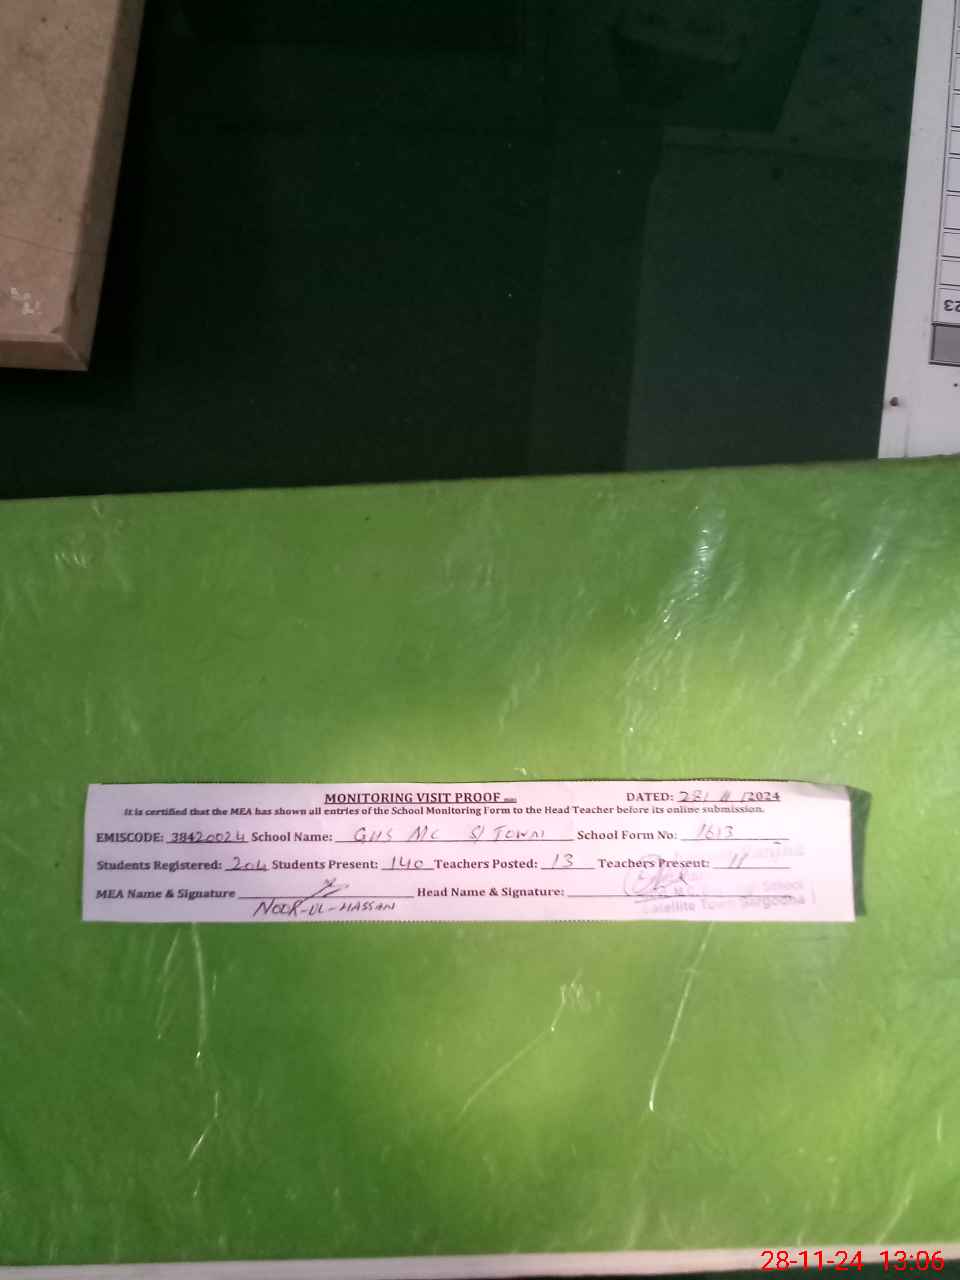 MONITORING VISIT PROOF
DATED: 28/ 11 /2024
It is certified that the MEA has shown all entries of the School Monitoring Form to the Head Teacher before its online submission.
EMISCODE: 38420024 School Name: GHS MC S/TOWN School Form No: 1613
Students Registered: 204 Students Present: 140 Teachers Posted: 13 Teachers Present: 11
MEA Name & Signature Head Name & Signature:
NOOR-UL-HASSAN
School
Satellite Town Sargodha
23
28-11-24 13:06